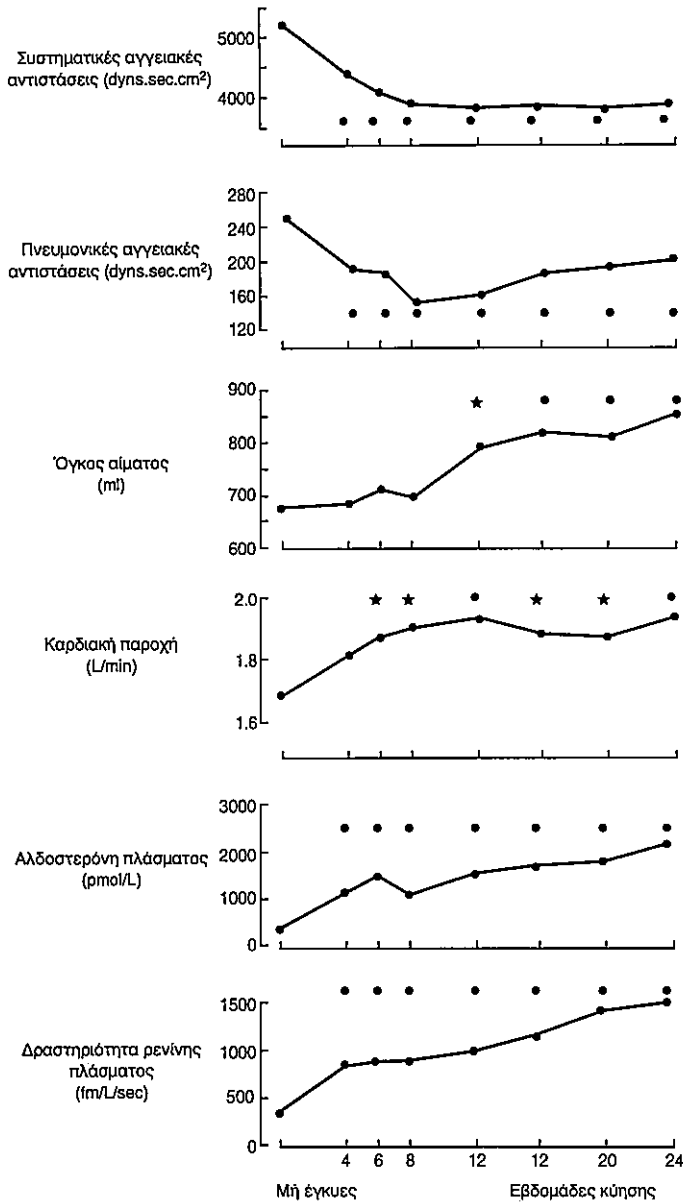 Συστηματικές αγγειακές
αντιστάσεις (dyns.sec.cm²)
5000
4000
Πνευμονικές αγγειακές
αντιστάσεις (dyns.sec.cm²)
280
240
200
160
120
Όγκος αίματος
(ml)
900
800
700
600
Καρδιακή παροχή
(L/min)
2.0
1.8
1.6
Αλδοστερόνη πλάσματος
(pmol/L)
3000
2000
1000
0
Δραστηριότητα ρενίνης
πλάσματος
(fm/L/sec)
1500
1000
500
0
4 6 8 12 12 20 24
Μή έγκυες Εβδομάδες κύησης